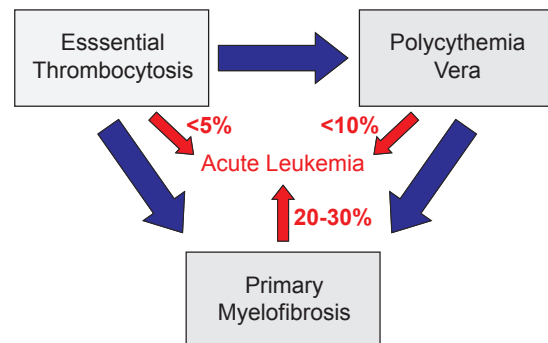 Esssential
Thrombocytosis
Polycythemia
Vera
<5%
<10%
Acute Leukemia
20-30%
Primary
Myelofibrosis